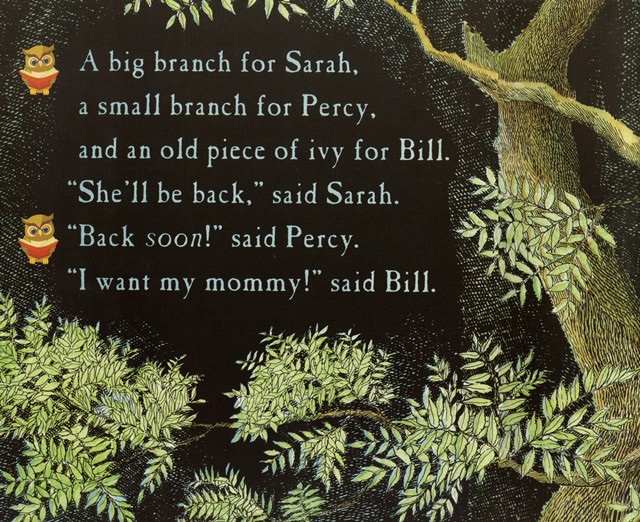 A big branch for Sarah,
a small branch for Percy,
and an old piece of ivy for Bill.
“She’ll be back,” said Sarah.
“Back soon!” said Percy.
“I want my mommy!” said Bill.